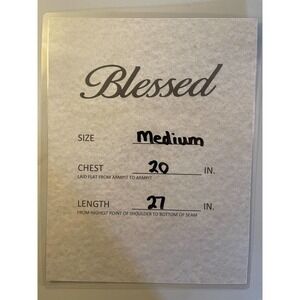 Blessed
SIZE Medium
CHEST 20 IN.
LAID FLAT FROM ARMPIT TO ARMPIT
LENGTH 27 IN.
FROM HIGHEST POINT OF SHOULDER TO BOTTOM OF SEAM